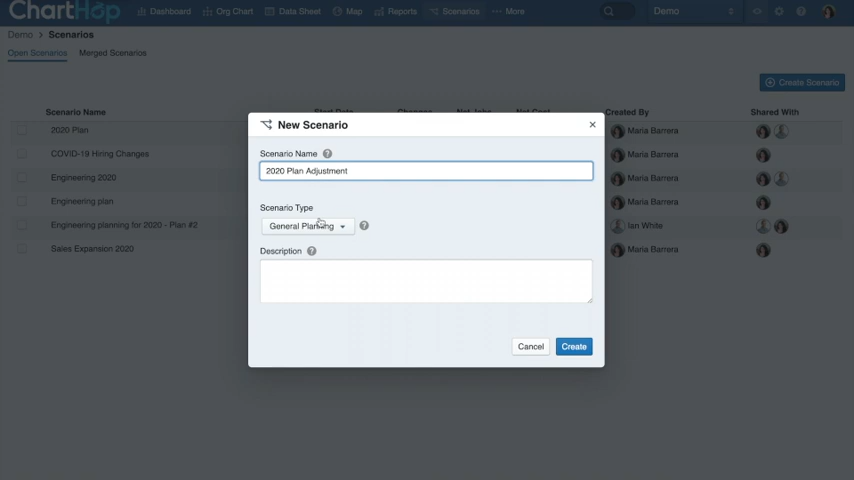 ChartHop Dashboard Org Chart Data Sheet Map Reports Scenarios ••• More Demo
Demo > Scenarios
Open Scenarios Merged Scenarios
Create Scenario
Scenario Name Start Date Changes Net Jobs Net Cost Created By Shared With
2020 Plan Maria Barrera
COVID-19 Hiring Changes Maria Barrera
Engineering 2020 Maria Barrera
Engineering plan Maria Barrera
Engineering planning for 2020 - Plan #2 Ian White
Sales Expansion 2020 Maria Barrera
New Scenario ×
Scenario Name ?
2020 Plan Adjustment
Scenario Type
General Planning ?
Description ?
Cancel Create